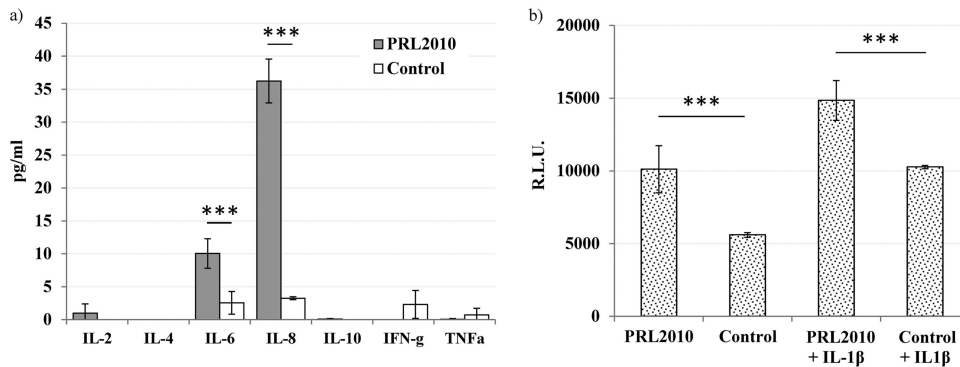 a)
45
40
35
30
25
20
15
10
5
0
pg/ml
***
***
PRL2010
Control
IL-2 IL-4 IL-6 IL-8 IL-10 IFN-g TNFa
b)
20000
15000
10000
5000
0
R.L.U.
***
***
PRL2010 Control PRL2010 Control
+ IL-1β + IL1β